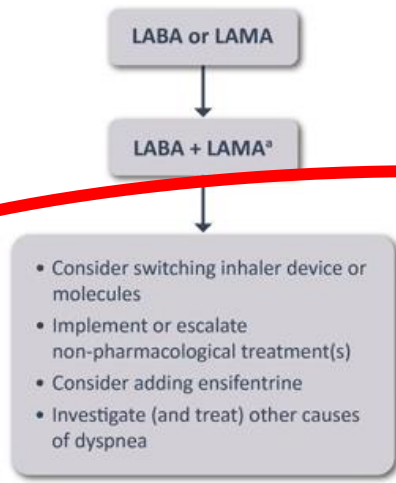 LABA or LAMA
LABA + LAMAᵃ
• Consider switching inhaler device or
molecules
• Implement or escalate
non-pharmacological treatment(s)
• Consider adding ensifentrine
• Investigate (and treat) other causes
of dyspnea